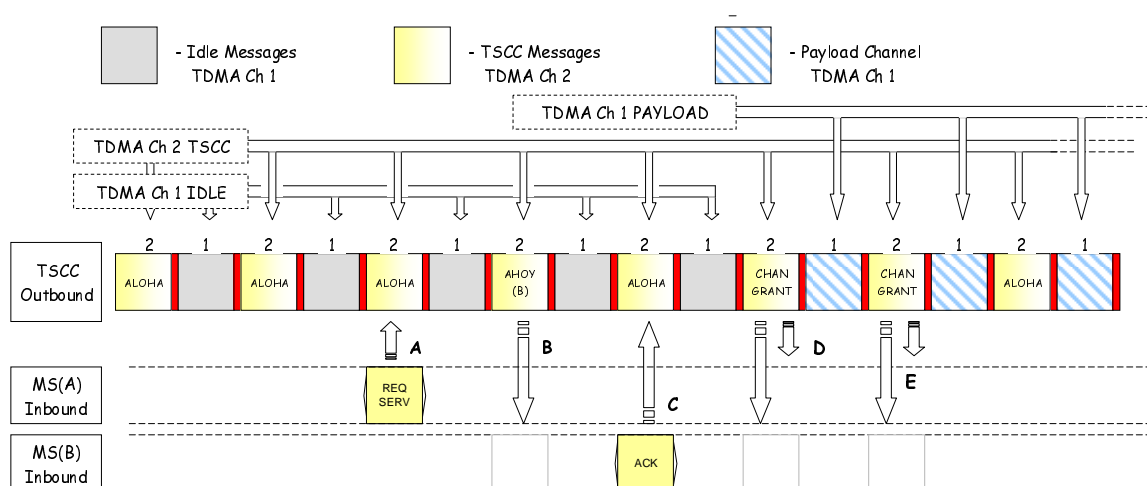 - Idle Messages
TDMA Ch 1
- TSCC Messages
TDMA Ch 2
- Payload Channel
TDMA Ch 1
TDMA Ch 1 PAYLOAD
TDMA Ch 2 TSCC
TDMA Ch 1 IDLE
2 1 2 1 2 1 2 1 2 1 2 1 2 1 2 1
TSCC
Outbound
ALOHA
ALOHA
ALOHA
AHOY
(B)
ALOHA
CHAN
GRANT
CHAN
GRANT
ALOHA
A
B
C
D
E
MS(A)
Inbound
REQ
SERV
MS(B)
Inbound
ACK